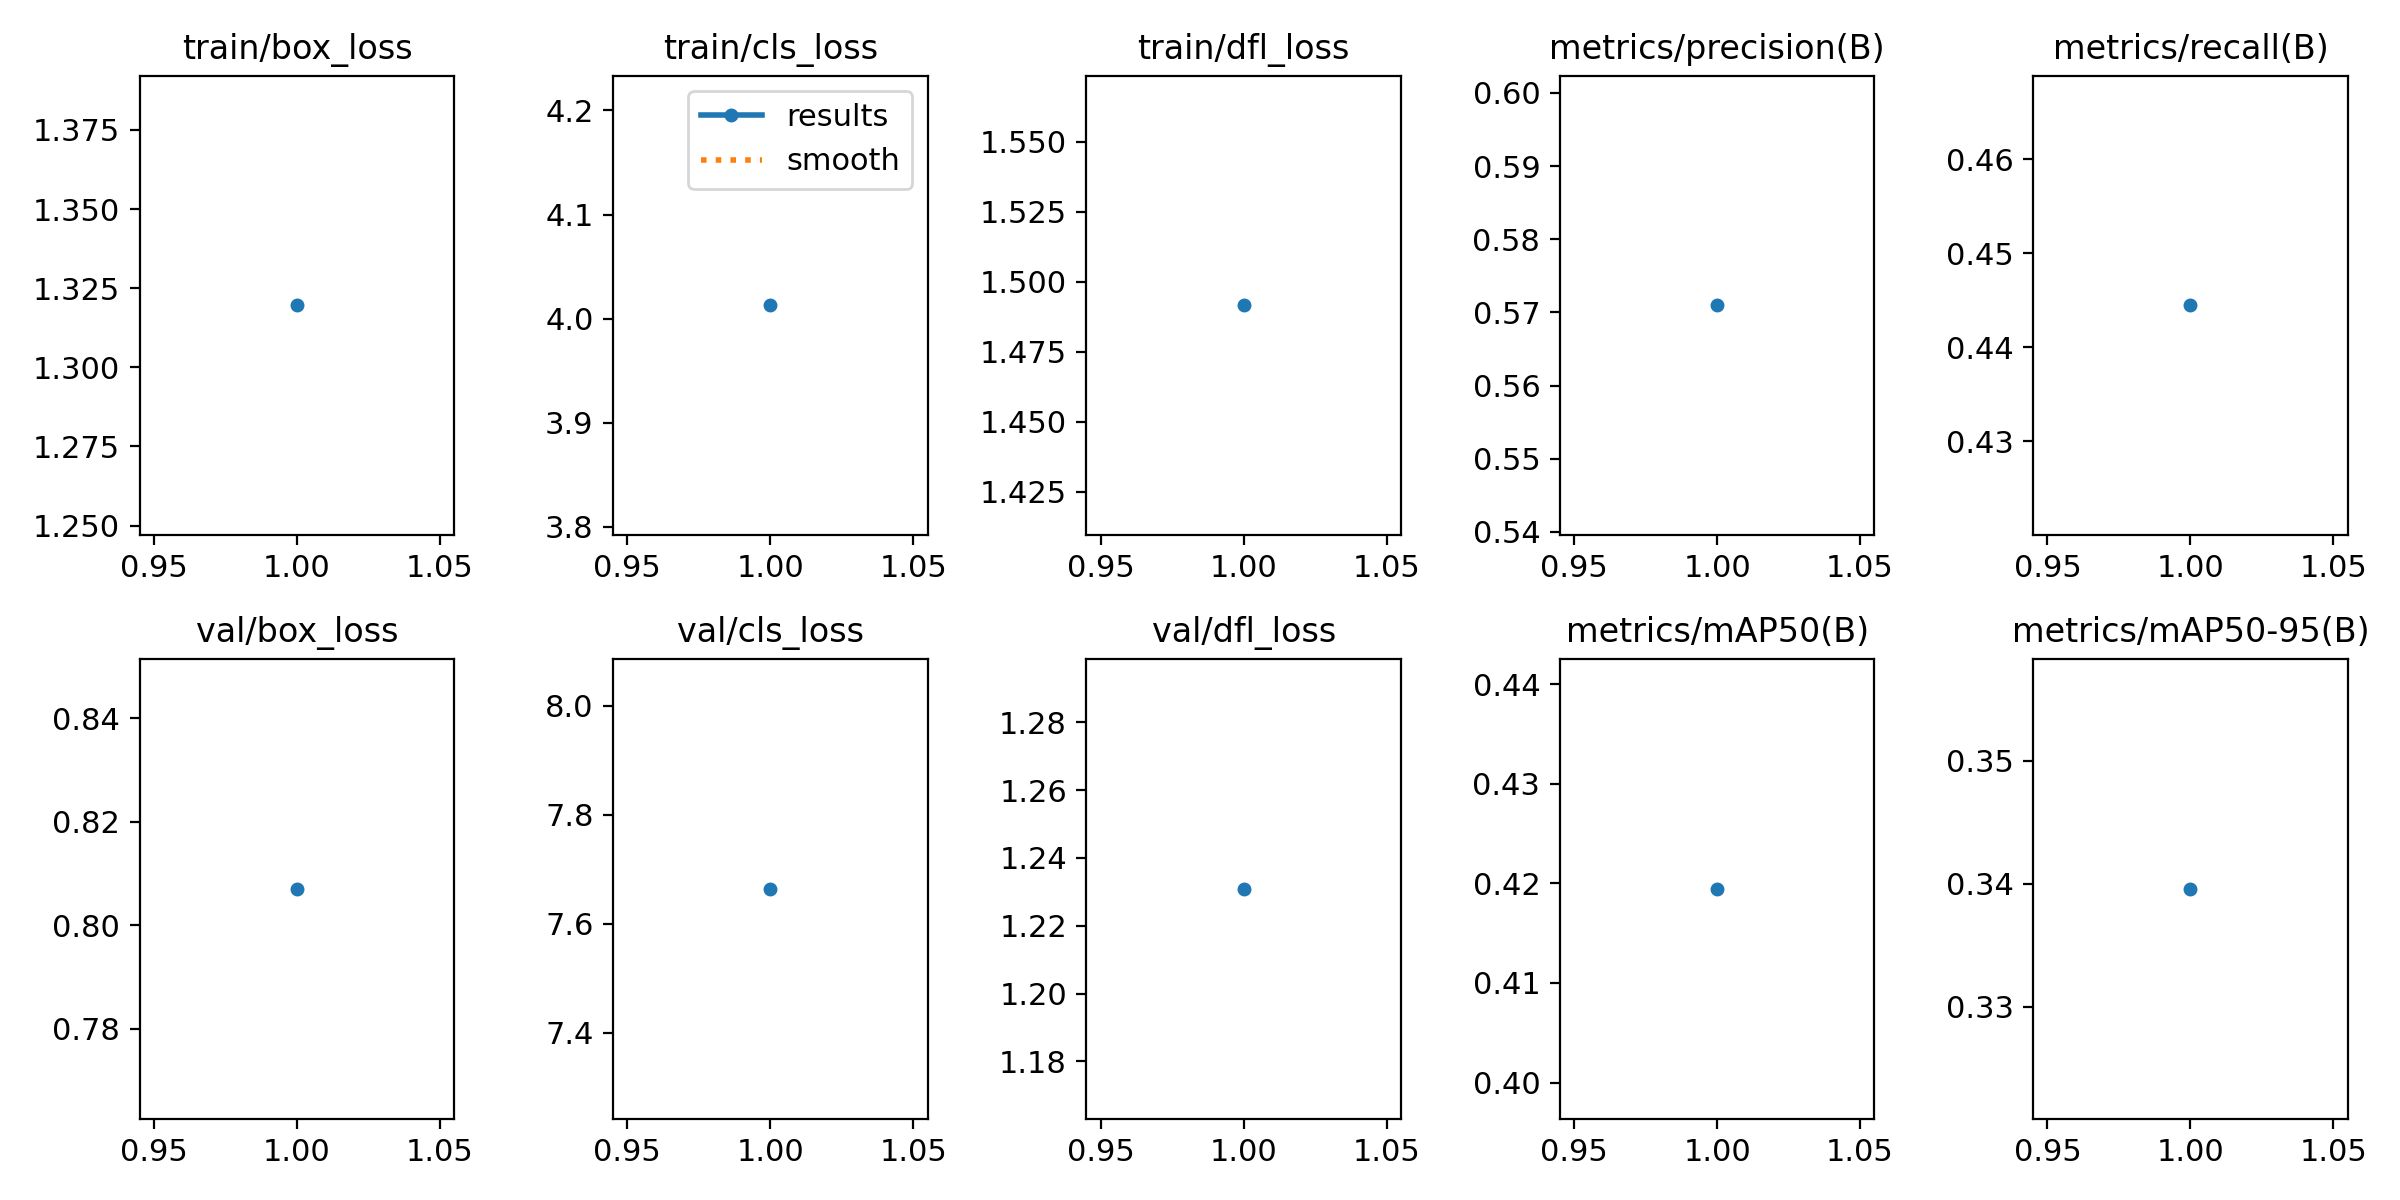 train/box_loss
1.375
1.350
1.325
1.300
1.275
1.250
0.95 1.00 1.05
train/cls_loss
results
smooth
4.2
4.1
4.0
3.9
3.8
0.95 1.00 1.05
train/dfl_loss
1.550
1.525
1.500
1.475
1.450
1.425
0.95 1.00 1.05
metrics/precision(B)
0.60
0.59
0.58
0.57
0.56
0.55
0.54
0.95 1.00 1.05
metrics/recall(B)
0.46
0.45
0.44
0.43
0.95 1.00 1.05
val/box_loss
0.84
0.82
0.80
0.78
0.95 1.00 1.05
val/cls_loss
8.0
7.8
7.6
7.4
0.95 1.00 1.05
val/dfl_loss
1.28
1.26
1.24
1.22
1.20
1.18
0.95 1.00 1.05
metrics/mAP50(B)
0.44
0.43
0.42
0.41
0.40
0.95 1.00 1.05
metrics/mAP50-95(B)
0.35
0.34
0.33
0.95 1.00 1.05